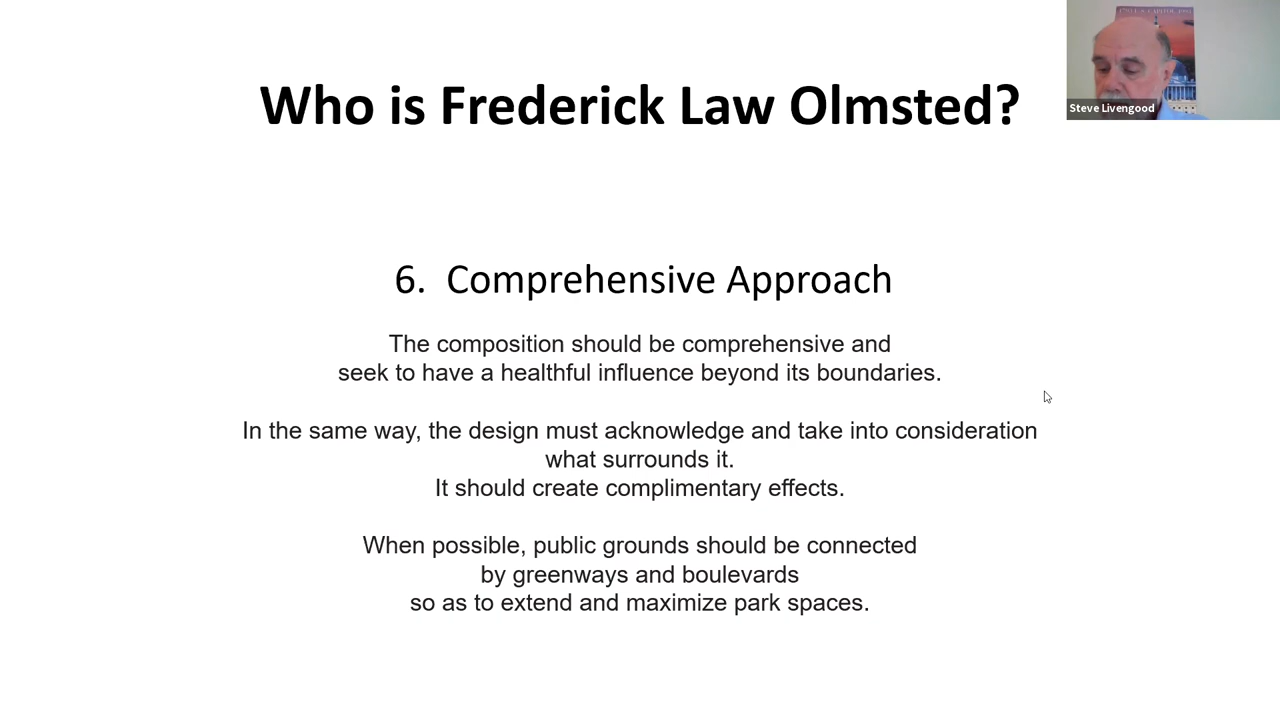 Who is Frederick Law Olmsted?
Steve Livengood
6. Comprehensive Approach
The composition should be comprehensive and
seek to have a healthful influence beyond its boundaries.
In the same way, the design must acknowledge and take into consideration
what surrounds it.
It should create complimentary effects.
When possible, public grounds should be connected
by greenways and boulevards
so as to extend and maximize park spaces.